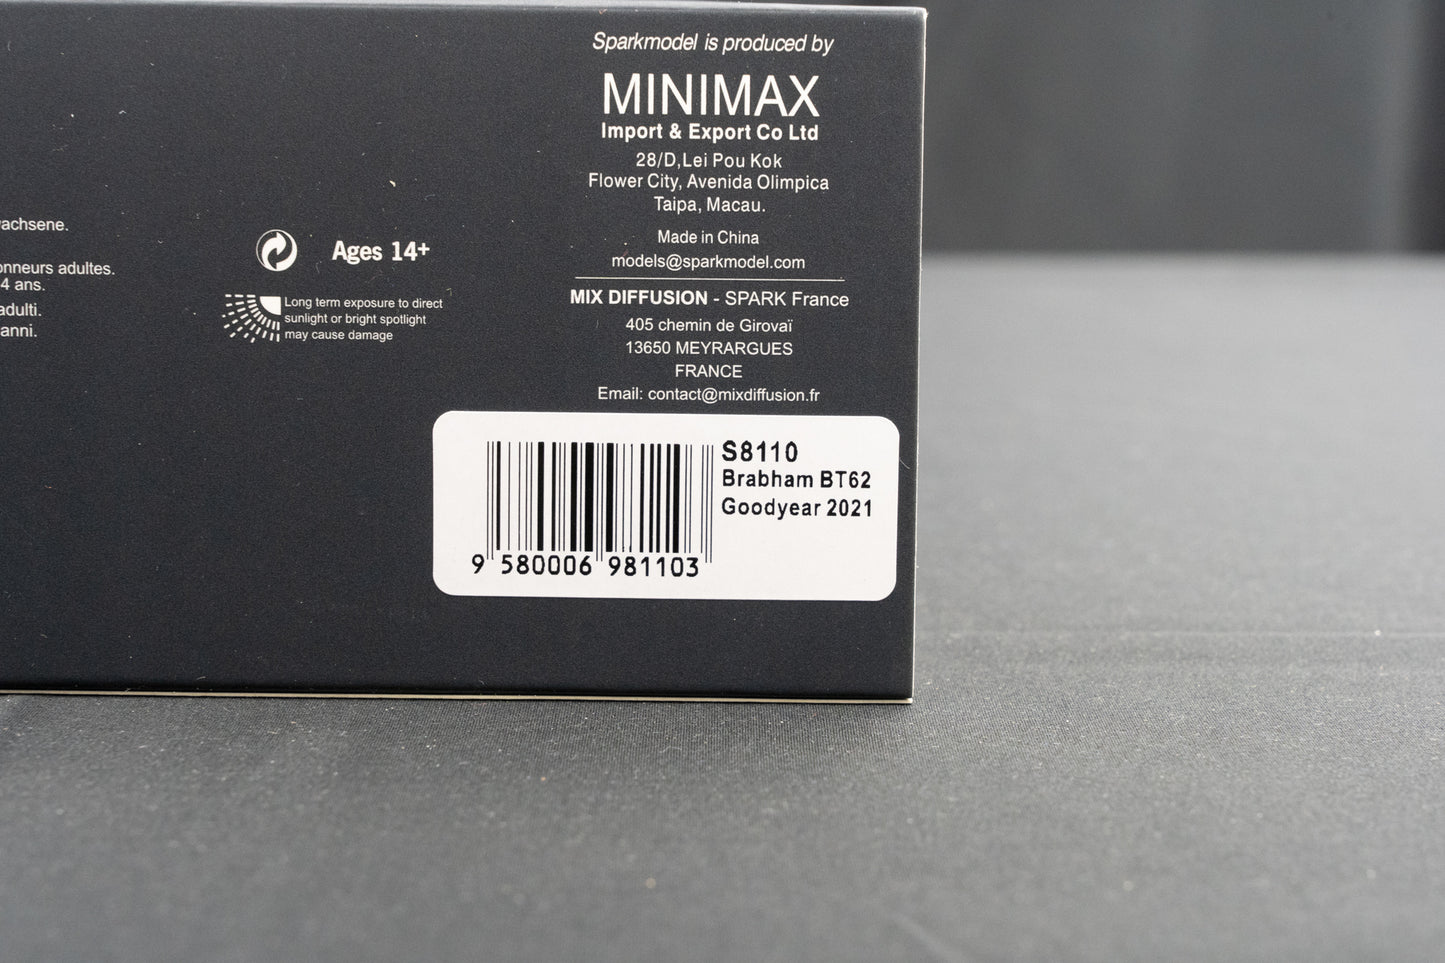 Sparkmodel is produced by
MINIMAX
Import & Export Co Ltd
28/D,Lei Pou Kok
Flower City, Avenida Olimpica
Taipa, Macau.
Made in China
models@sparkmodel.com
MIX DIFFUSION - SPARK France
405 chemin de Girovaï
13650 MEYRARGUES
FRANCE
Email: contact@mixdiffusion.fr
achsene.
onneurs adultes.
4 ans.
adulti.
anni.
Ages 14+
Long term exposure to direct
sunlight or bright spotlight
may cause damage
S8110
Brabham BT62
Goodyear 2021
9 580006 981103